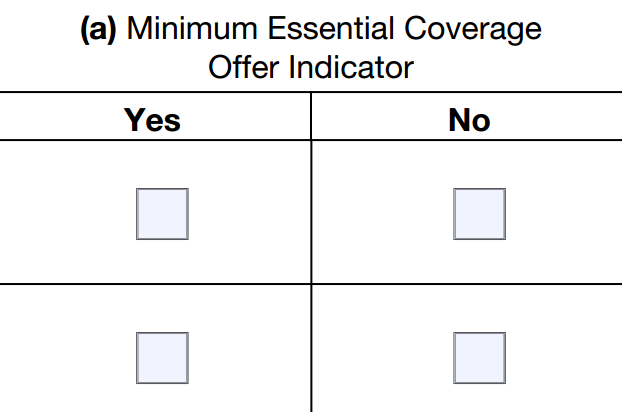 (a) Minimum Essential Coverage
Offer Indicator
Yes No